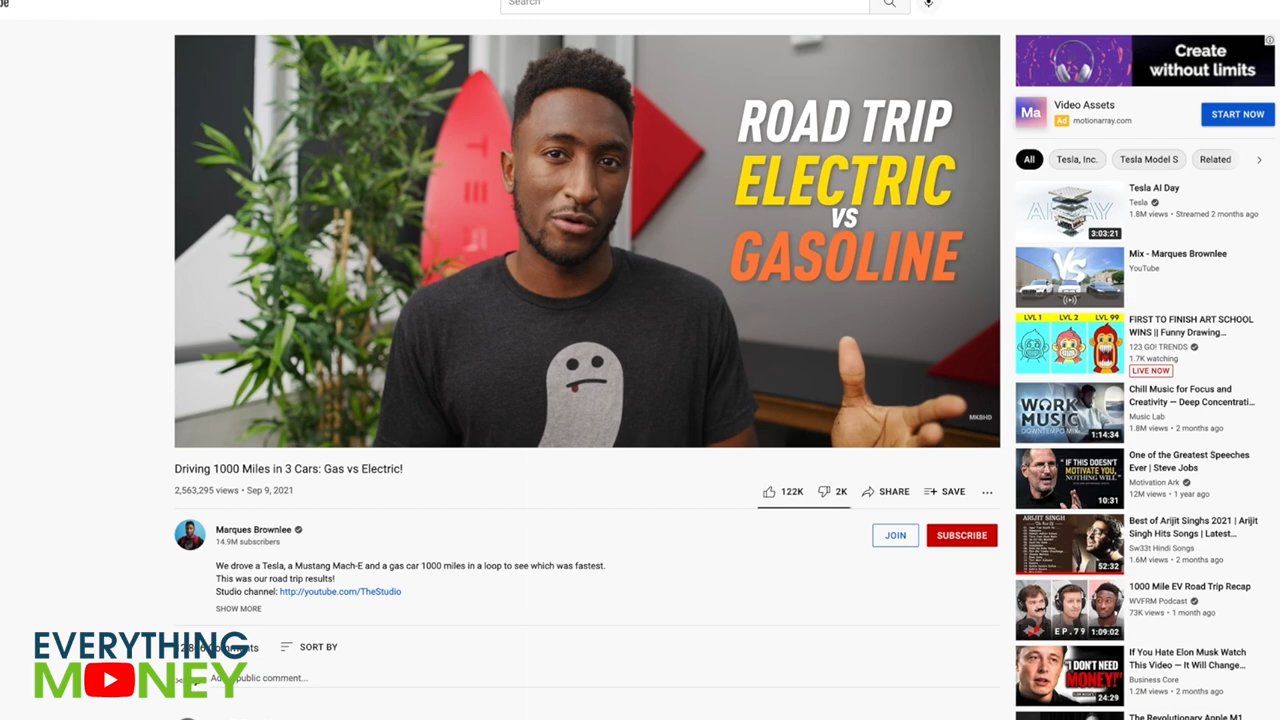 be
Search
ROAD TRIP
ELECTRIC
VS
GASOLINE
MKBHD
Driving 1000 Miles in 3 Cars: Gas vs Electric!
2,563,295 views • Sep 9, 2021
122K
2K
SHARE
SAVE
Marques Brownlee
14.9M subscribers
JOIN
SUBSCRIBE
We drove a Tesla, a Mustang Mach-E and a gas car 1000 miles in a loop to see which was fastest.
This was our road trip results!
Studio channel: http://youtube.com/TheStudio
SHOW MORE
SORT BY
public comment...
EVERYTHING
MONEY
Create
without limits
Ma
Video Assets
Ad motionarray.com
START NOW
All
Tesla, Inc.
Tesla Model S
Related
3:03:21
Tesla AI Day
Tesla
1.8M views • Streamed 2 months ago
VS
Mix - Marques Brownlee
YouTube
LVL 1 LVL 2 LVL 99
FIRST TO FINISH ART SCHOOL
WINS || Funny Drawing...
123 GO! TRENDS
1.7K watching
LIVE NOW
WORK
MUSIC
DOWNTEMPO MIX
1:14:34
Chill Music for Focus and
Creativity — Deep Concentrati...
Music Lab
1.8M views • 2 months ago
"IF THIS DOESN'T
MOTIVATE YOU,
NOTHING WILL"
10:31
One of the Greatest Speeches
Ever | Steve Jobs
Motivation Ark
12M views • 1 year ago
ARIJIT SINGH
52:32
Best of Arijit Singhs 2021 | Arijit
Singh Hits Songs | Latest...
Sw33t Hindi Songs
1.6M views • 2 months ago
EP.79
1:09:02
1000 Mile EV Road Trip Recap
WVFRM Podcast
73K views • 1 month ago
"I DON'T NEED
MONEY!"
24:29
If You Hate Elon Musk Watch
This Video — It Will Change...
Business Core
1.2M views • 2 months ago
The Revolutionary Apple M1